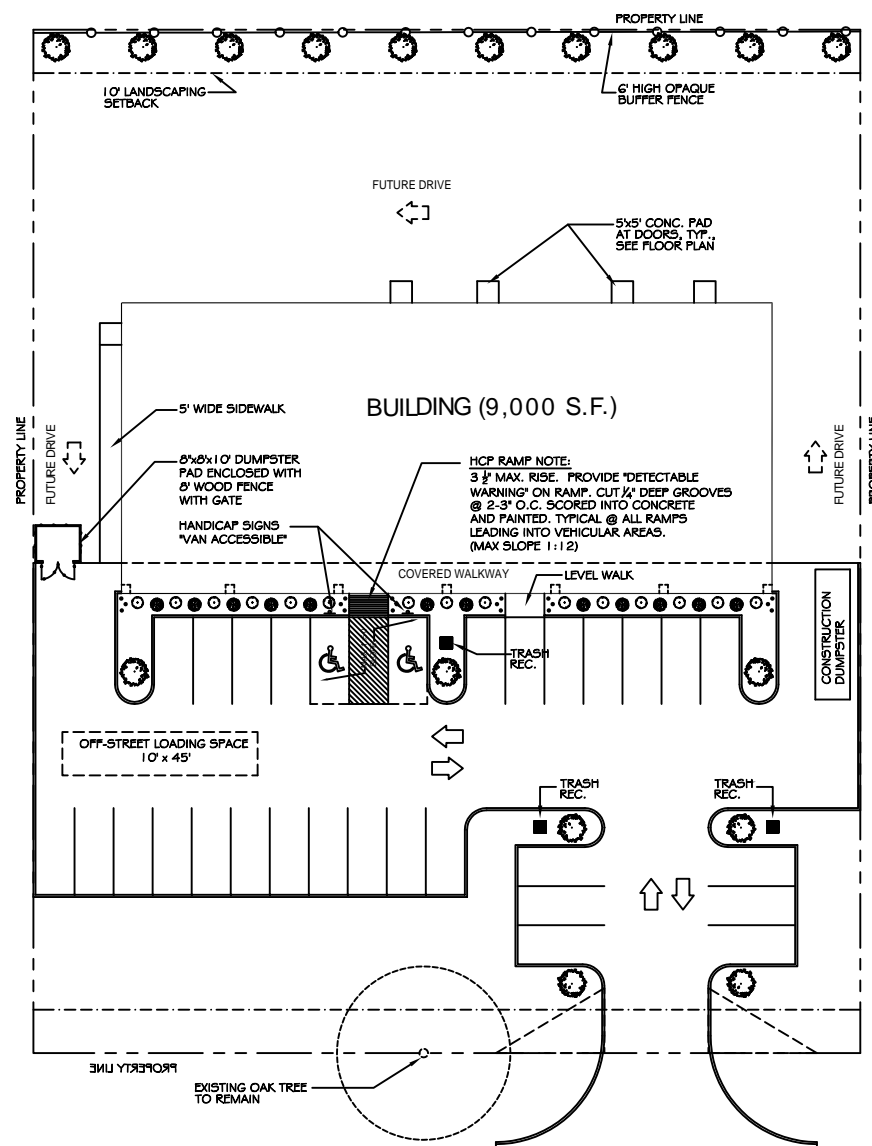 PROPERTY LINE
10' LANDSCAPING
SETBACK
6' HIGH OPAQUE
BUFFER FENCE
FUTURE DRIVE
5'x5' CONC. PAD
AT DOORS, TYP.,
SEE FLOOR PLAN
BUILDING (9,000 S.F.)
5' WIDE SIDEWALK
PROPERTY LINE
FUTURE DRIVE
8"x8'x10' DUMPSTER
PAD ENCLOSED WITH
8' WOOD FENCE
WITH GATE
HANDICAP SIGNS
"VAN ACCESSIBLE"
HCP RAMP NOTE:
3 ½" MAX. RISE. PROVIDE "DETECTABLE
WARNING" ON RAMP. CUT ¼" DEEP GROOVES
@ 2-3" O.C. SCORED INTO CONCRETE
AND PAINTED. TYPICAL @ ALL RAMPS
LEADING INTO VEHICULAR AREAS.
(MAX SLOPE 1:12)
FUTURE DRIVE
PROPERTY LINE
COVERED WALKWAY
LEVEL WALK
TRASH
REC.
CONSTRUCTION
DUMPSTER
OFF-STREET LOADING SPACE
10' x 45'
TRASH
REC.
TRASH
REC.
PROPERTY LINE
EXISTING OAK TREE
TO REMAIN